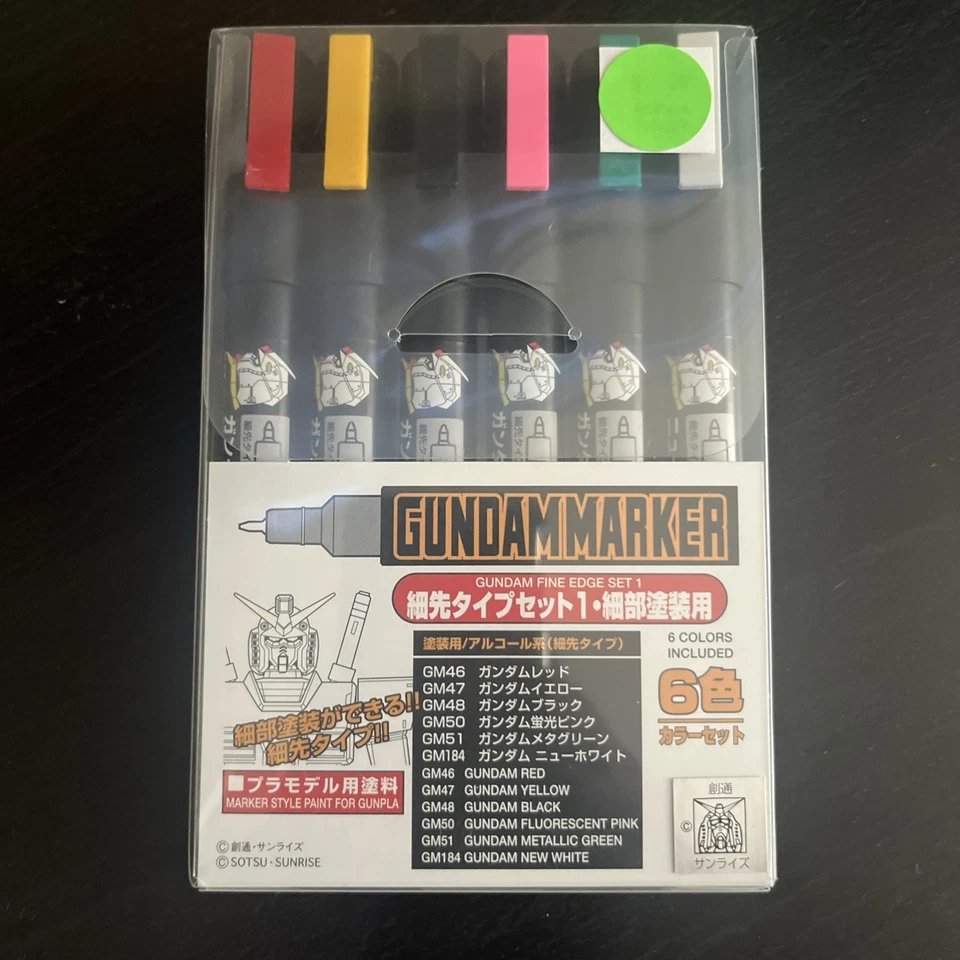 GUNDAM MARKER
GUNDAM FINE EDGE SET 1
細先タイプセット1・細部塗装用
塗装用/アルコール系(細先タイプ)
GM46 ガンダムレッド
GM47 ガンダムイエロー
GM48 ガンダムブラック
GM50 ガンダム蛍光ピンク
GM51 ガンダムメタグリーン
GM184 ガンダム ニューホワイト
GM46 GUNDAM RED
GM47 GUNDAM YELLOW
GM48 GUNDAM BLACK
GM50 GUNDAM FLUORESCENT PINK
GM51 GUNDAM METALLIC GREEN
GM184 GUNDAM NEW WHITE
6 COLORS
INCLUDED
6色
カラーセット
細部塗装ができる!!
細先タイプ!!
■プラモデル用塗料
MARKER STYLE PAINT FOR GUNPLA
©創通・サンライズ
©SOTSU・SUNRISE
創通
©
サンライズ